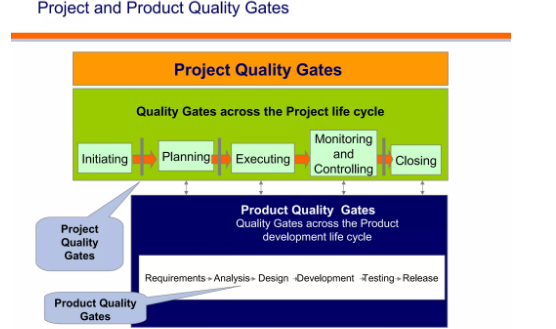 Project and Product Quality Gates
Project Quality Gates
Quality Gates across the Project life cycle
Initiating
Planning
Executing
Monitoring
and
Controlling
Closing
Project
Quality
Gates
Product Quality Gates
Quality Gates across the Product
development life cycle
Requirements Analysis Design Development Testing Release
Product Quality
Gates